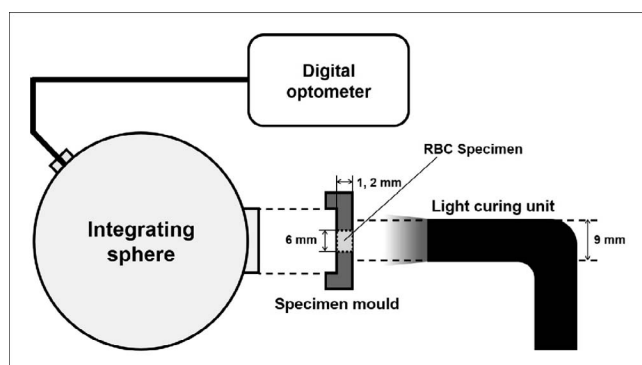 Digital
optometer
RBC Specimen
1, 2 mm
Light curing unit
Integrating
sphere
6 mm
9 mm
Specimen mould